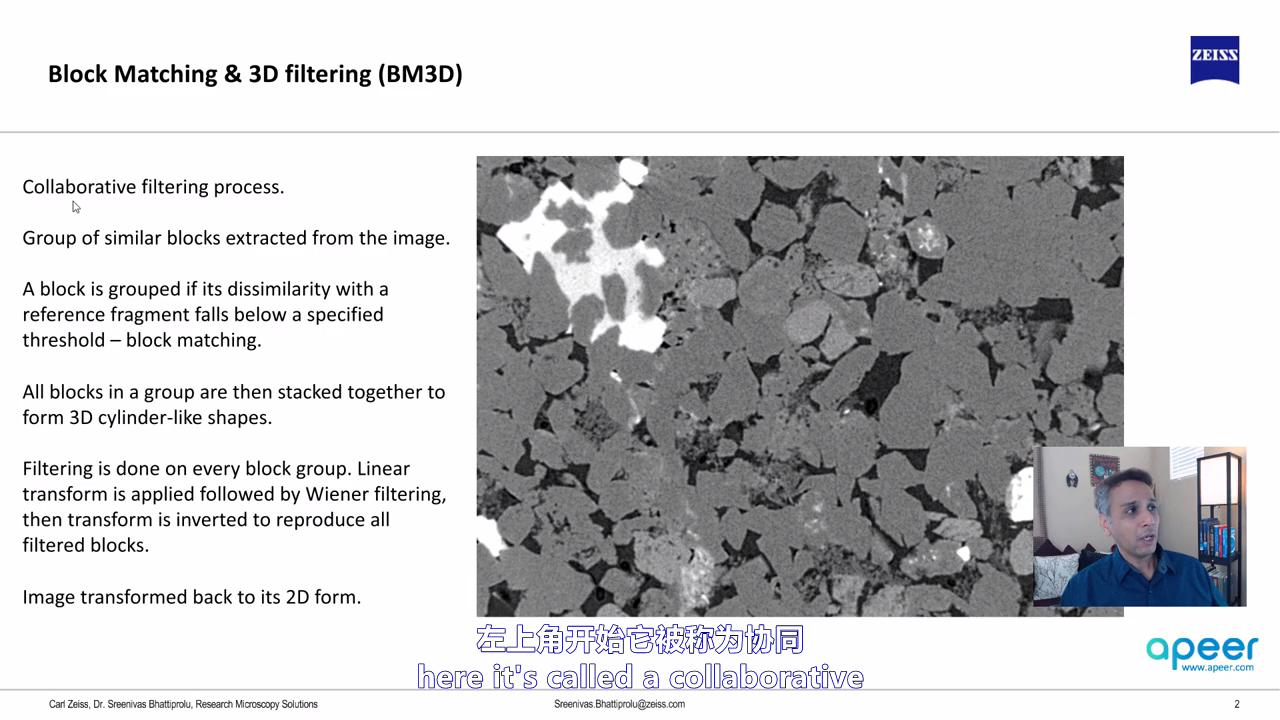 Block Matching & 3D filtering (BM3D)
ZEISS
Collaborative filtering process.
Group of similar blocks extracted from the image.
A block is grouped if its dissimilarity with a
reference fragment falls below a specified
threshold – block matching.
All blocks in a group are then stacked together to
form 3D cylinder-like shapes.
Filtering is done on every block group. Linear
transform is applied followed by Wiener filtering,
then transform is inverted to reproduce all
filtered blocks.
Image transformed back to its 2D form.
左上角开始它被称为协同
here it's called a collaborative
apeer
www.apeer.com
Carl Zeiss, Dr. Sreenivas Bhattiprolu, Research Microscopy Solutions
Sreenivas.Bhattiprolu@zeiss.com
2